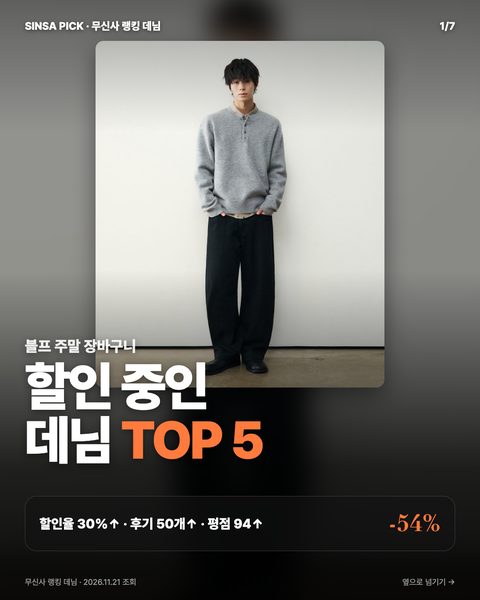 SINSA PICK · 무신사 랭킹 데님
1/7
블프 주말 장바구니
할인 중인
데님 TOP 5
할인율 30%↑ · 후기 50개↑ · 평점 94↑
-54%
무신사 랭킹 데님 · 2026.11.21 조회
옆으로 넘기기 →